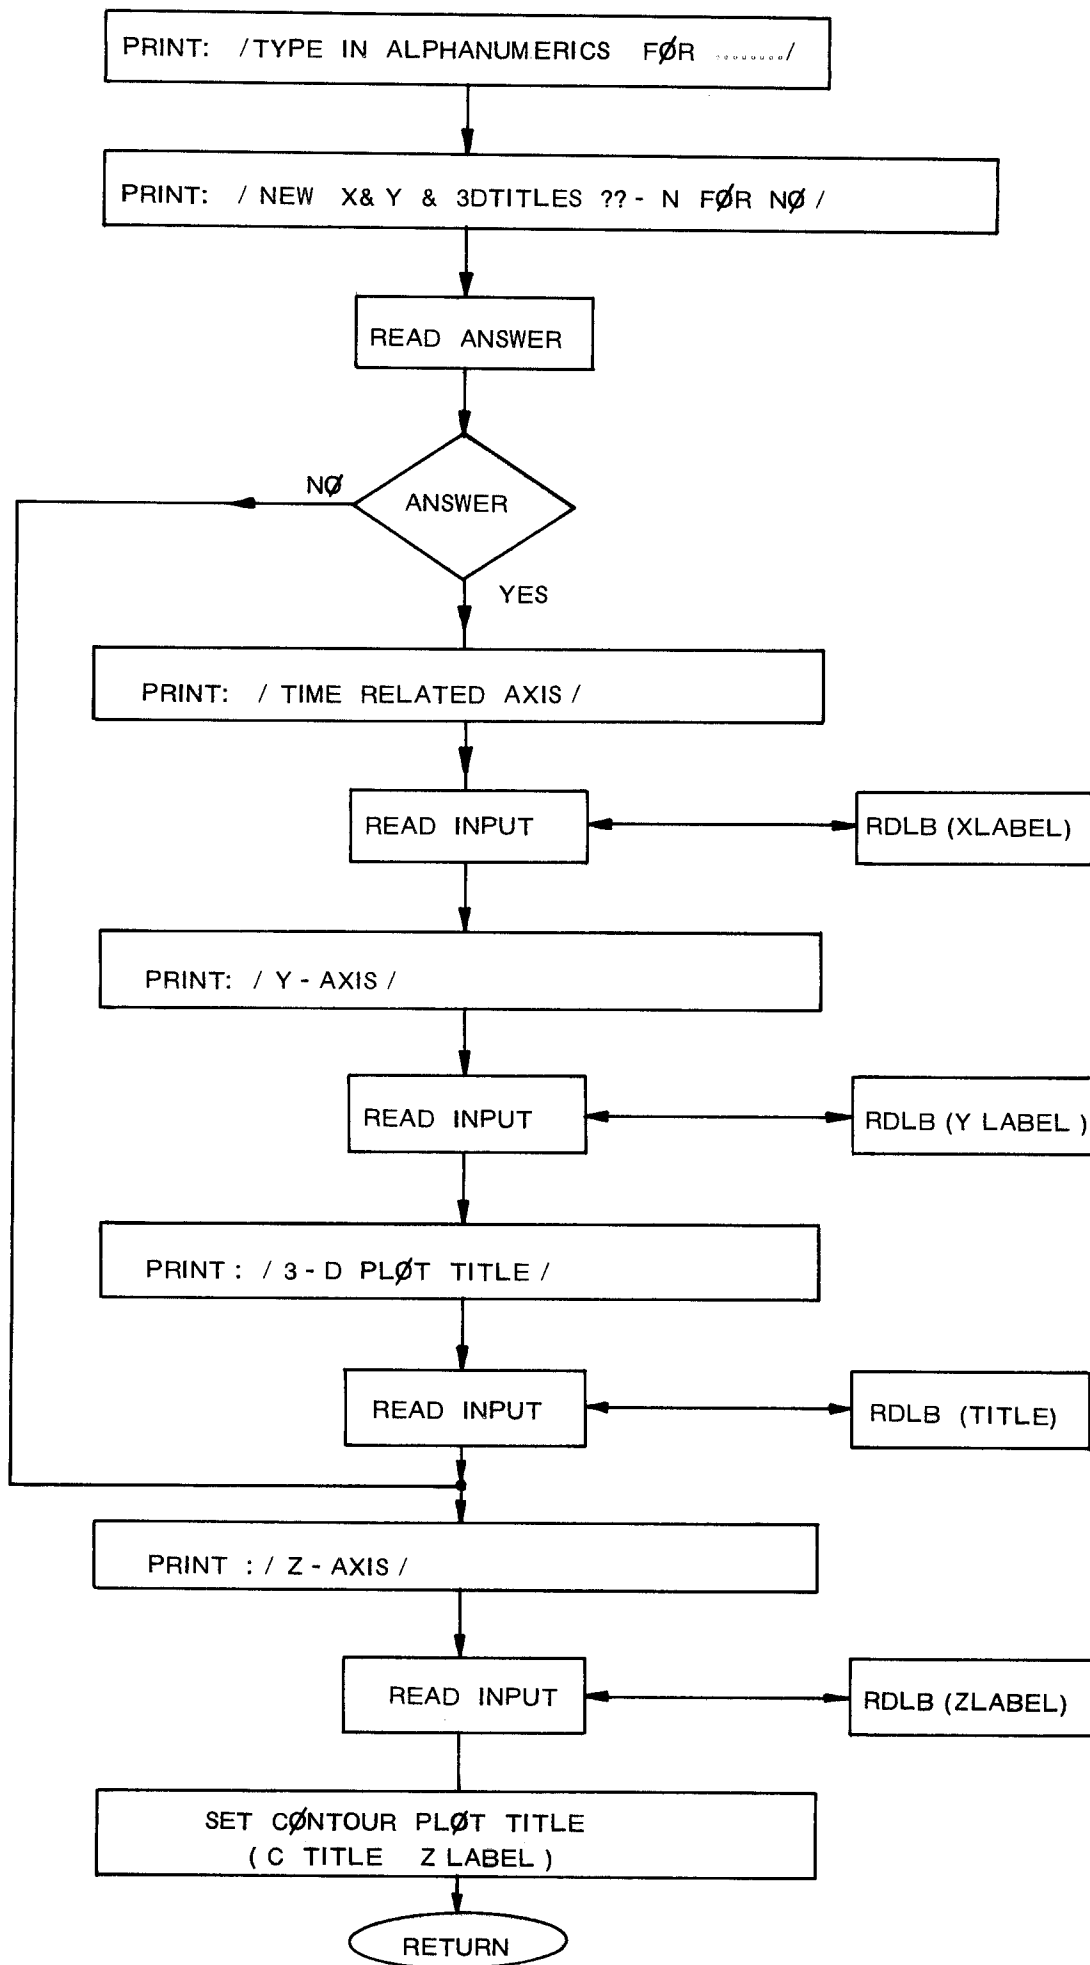 PRINT: /TYPE IN ALPHANUMERICS FØR ......../
PRINT: / NEW X& Y & 3DTITLES ?? - N FØR NØ /
READ ANSWER
NØ
ANSWER
YES
PRINT: / TIME RELATED AXIS /
READ INPUT
RDLB (XLABEL)
PRINT: / Y - AXIS /
READ INPUT
RDLB (Y LABEL )
PRINT : / 3 - D PLØT TITLE /
READ INPUT
RDLB (TITLE)
PRINT : / Z - AXIS /
READ INPUT
RDLB (ZLABEL)
SET CØNTOUR PLØT TITLE
( C TITLE Z LABEL )
RETURN